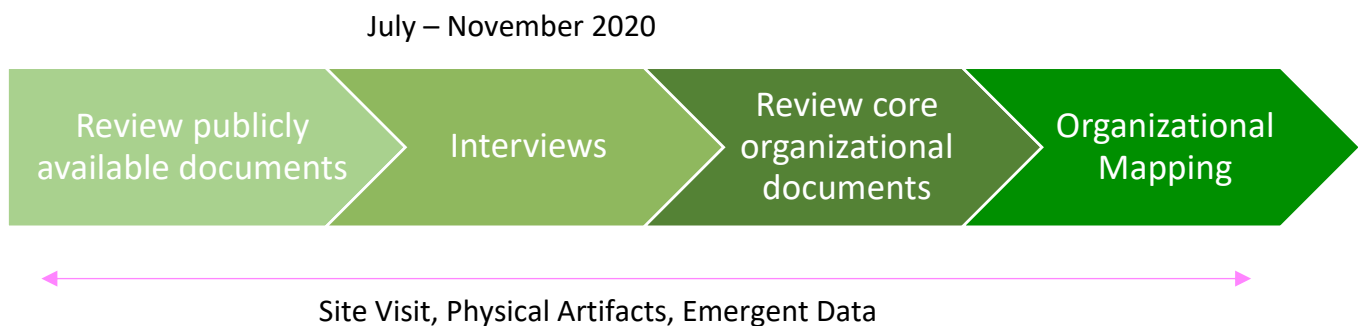 July – November 2020
Review publicly
available documents
Interviews
Review core
organizational
documents
Organizational
Mapping
Site Visit, Physical Artifacts, Emergent Data